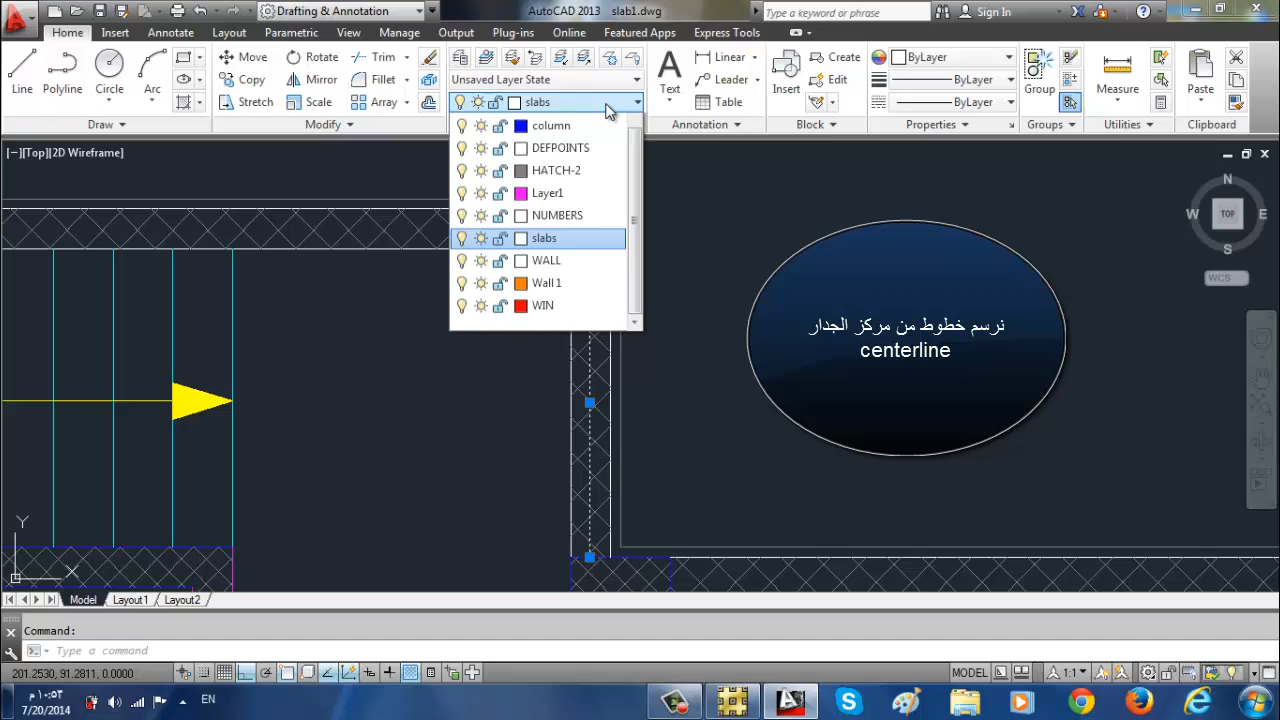 Drafting & Annotation
AutoCAD 2013 slab1.dwg
Type a keyword or phrase
Sign In
Home Insert Annotate Layout Parametric View Manage Output Plug-ins Online Featured Apps Express Tools
Line Polyline Circle Arc
Move Rotate Trim
Copy Mirror Fillet
Stretch Scale Array
Unsaved Layer State
slabs
Text
Linear
Leader
Table
Insert
Create
Edit
ByLayer
ByLayer
ByLayer
Group
Measure
Paste
Draw Modify Annotation Block Properties Groups Utilities Clipboard
[−][Top][2D Wireframe]
column
DEFPOINTS
HATCH-2
Layer1
NUMBERS
slabs
WALL
Wall 1
WIN
N
W TOP E
S
WCS
نرسم خطوط من مركز الجدار
centerline
Y
X
Model Layout1 Layout2
Command:
Type a command
201.2530, 91.2811, 0.0000
MODEL
1:1
EN
١٠:٥٣ م
7/20/2014